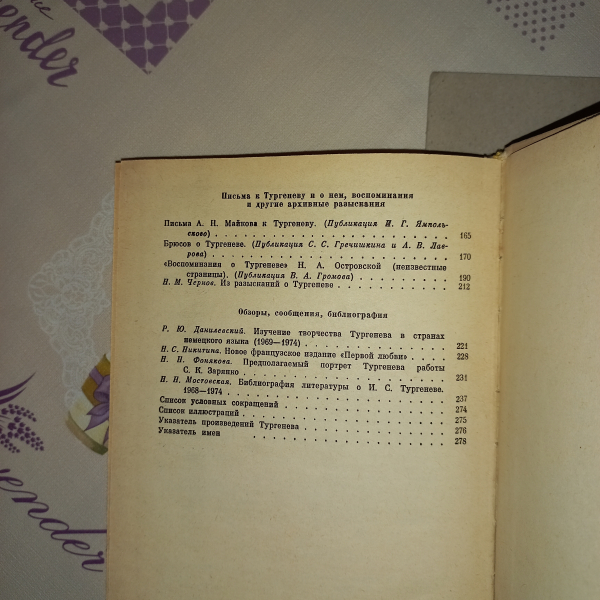 ender
Письма к Тургеневу и о нем, воспоминания
и другие архивные разыскания
Письма А. Н. Майкова к Тургеневу. (Публикация И. Г. Ямполь-
ского) . . . . . . . . . . . . . . . . . . . . 165
Брюсов о Тургеневе. (Публикация С. С. Гречишкина и А. В. Лав-
рова) . . . . . . . . . . . . . . . . . . . . 170
«Воспоминания о Тургеневе» Н. А. Островской (неизвестные
страницы). (Публикация В. А. Громова) . . . . . . . . 190
Н. М. Чернов. Из разысканий о Тургеневе . . . . . . . . 212
Обзоры, сообщения, библиография
Р. Ю. Данилевский. Изучение творчества Тургенева в странах
немецкого языка (1969—1974) . . . . . . . . . . . 221
Н. С. Никитина. Новое французское издание «Первой любви» . . 228
Н. Н. Фонякова. Предполагаемый портрет Тургенева работы
С. К. Зарянко . . . . . . . . . . . . . . . . 231
Н. Н. Мостовская. Библиография литературы о И. С. Тургеневе.
1968—1974 . . . . . . . . . . . . . . . . . . 237
Список условных сокращений . . . . . . . . . . . . 274
Список иллюстраций . . . . . . . . . . . . . . . 275
Указатель произведений Тургенева . . . . . . . . . . 276
Указатель имен . . . . . . . . . . . . . . . . 278
vender